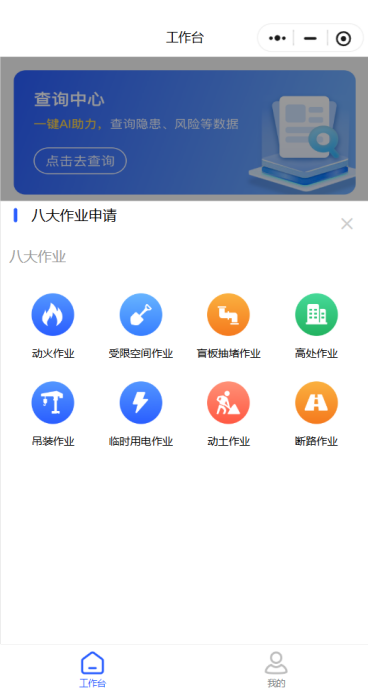 工作台
查询中心
一键AI助力，查询隐患、风险等数据
点击去查询
八大作业申请
八大作业
动火作业 受限空间作业 盲板抽堵作业 高处作业
吊装作业 临时用电作业 动土作业 断路作业
工作台 我的